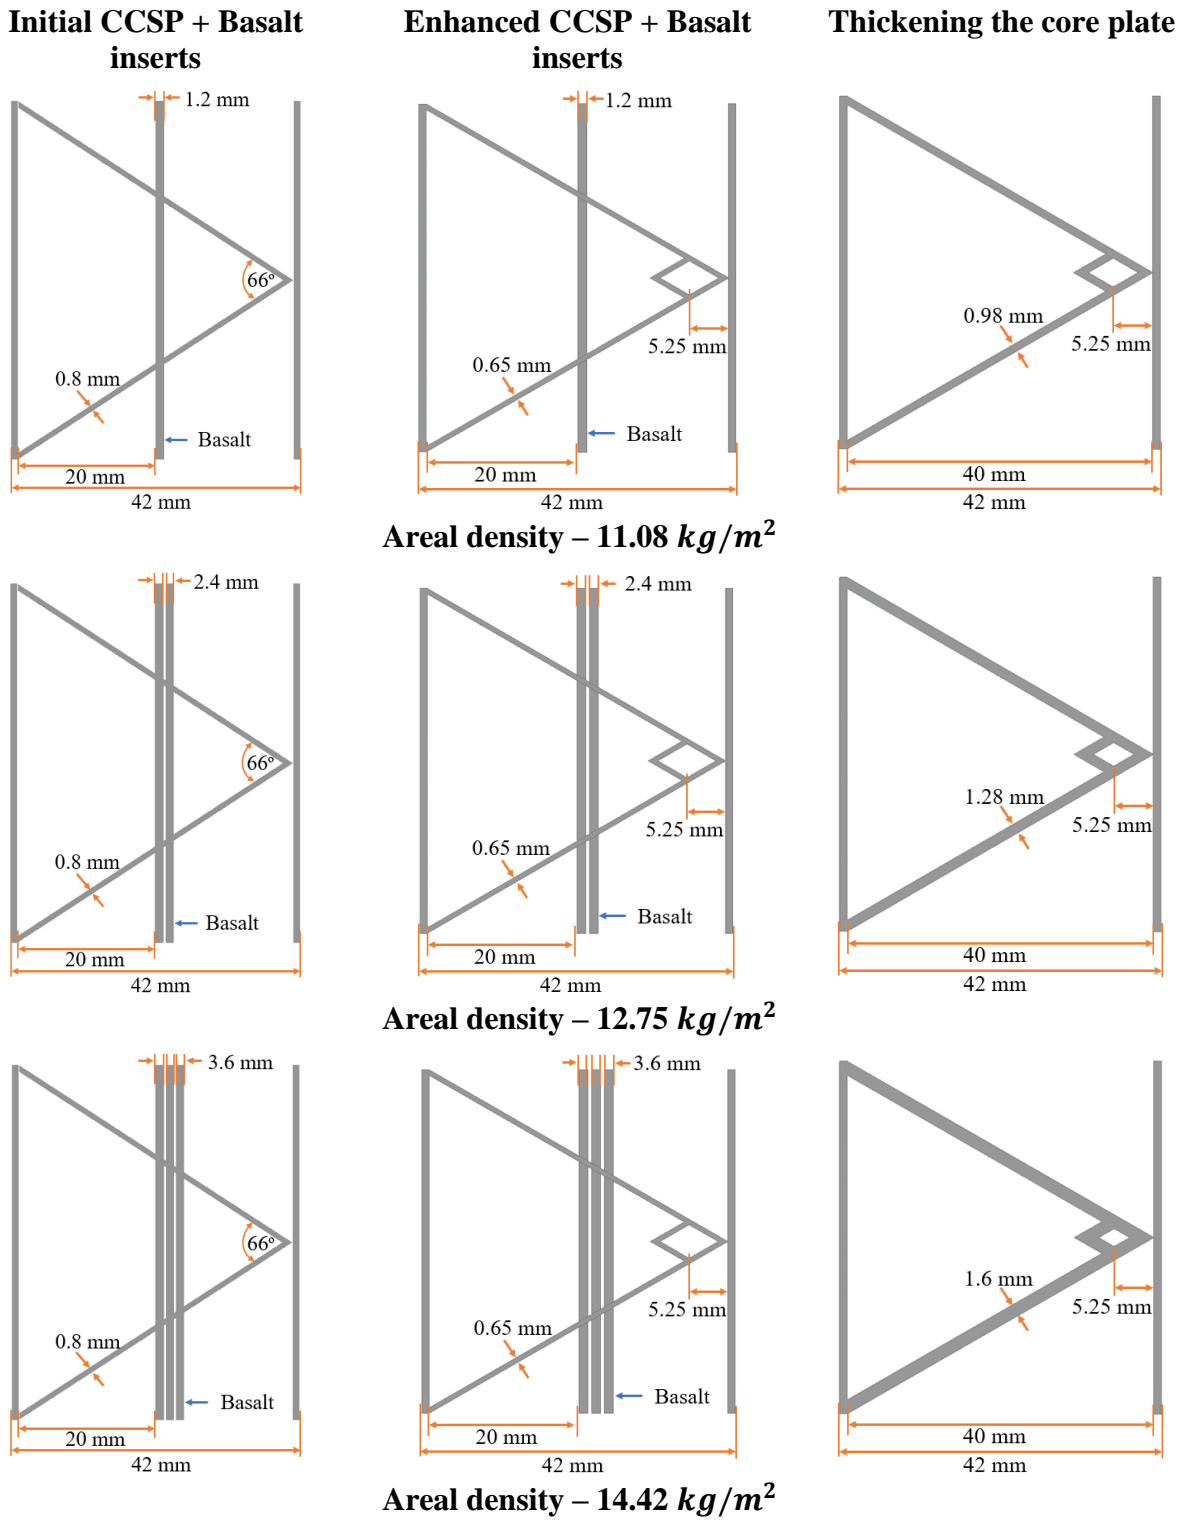 Initial CCSP + Basalt
inserts
Enhanced CCSP + Basalt
inserts
Thickening the core plate
1.2 mm
66º
0.8 mm
Basalt
20 mm
42 mm
1.2 mm
5.25 mm
0.65 mm
Basalt
20 mm
42 mm
0.98 mm
5.25 mm
40 mm
42 mm
Areal density – 11.08 kg/m²
2.4 mm
66º
0.8 mm
Basalt
20 mm
42 mm
2.4 mm
5.25 mm
0.65 mm
Basalt
20 mm
42 mm
1.28 mm
5.25 mm
40 mm
42 mm
Areal density – 12.75 kg/m²
3.6 mm
66º
0.8 mm
Basalt
20 mm
42 mm
3.6 mm
5.25 mm
0.65 mm
Basalt
20 mm
42 mm
1.6 mm
5.25 mm
40 mm
42 mm
Areal density – 14.42 kg/m²